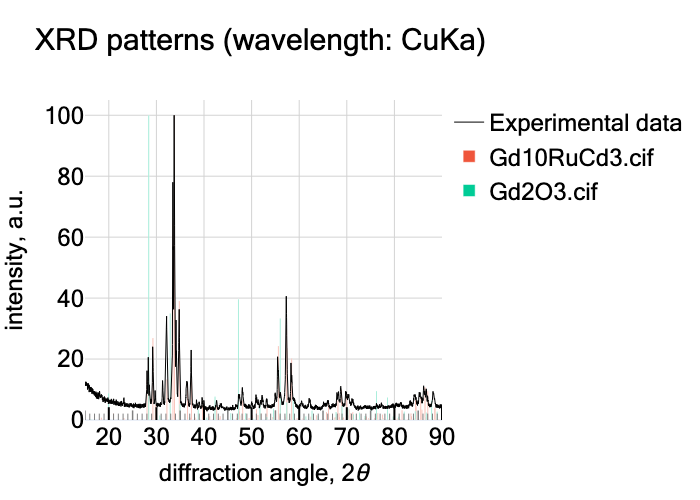 XRD patterns (wavelength: CuKa)
100
80
60
40
20
0
20 30 40 50 60 70 80 90
intensity, a.u.
diffraction angle, 2θ
Experimental data
Gd10RuCd3.cif
Gd2O3.cif